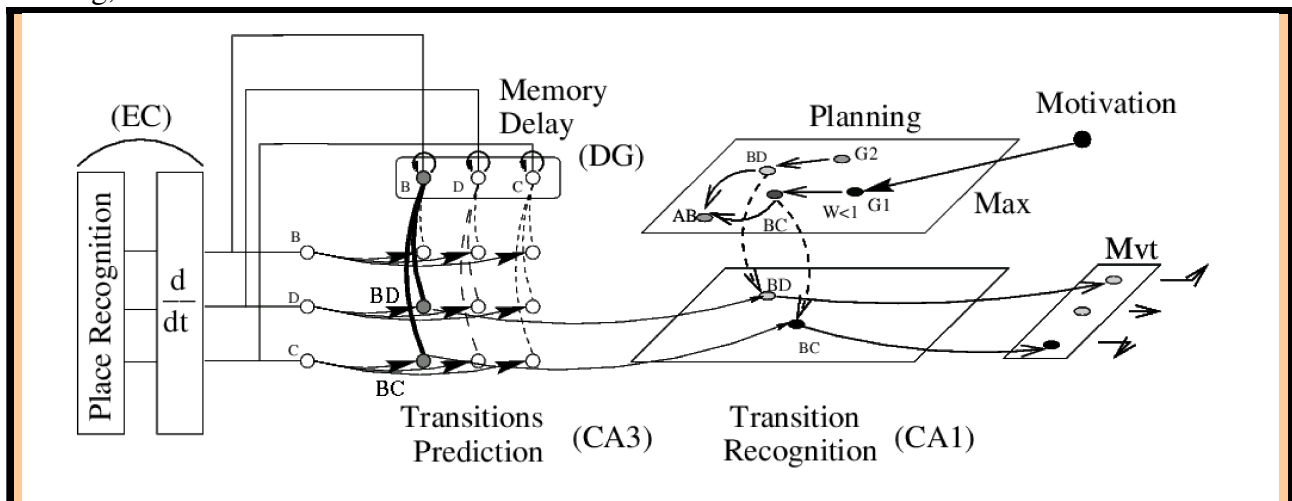 (EC)
Place Recognition
d
dt
Memory
Delay
(DG)
B
D
C
B
D
C
BD
BC
Transitions
Prediction
(CA3)
Planning
Motivation
BD
G2
AB
BC
W<1
G1
Max
BD
BC
Transition
Recognition
(CA1)
Mvt